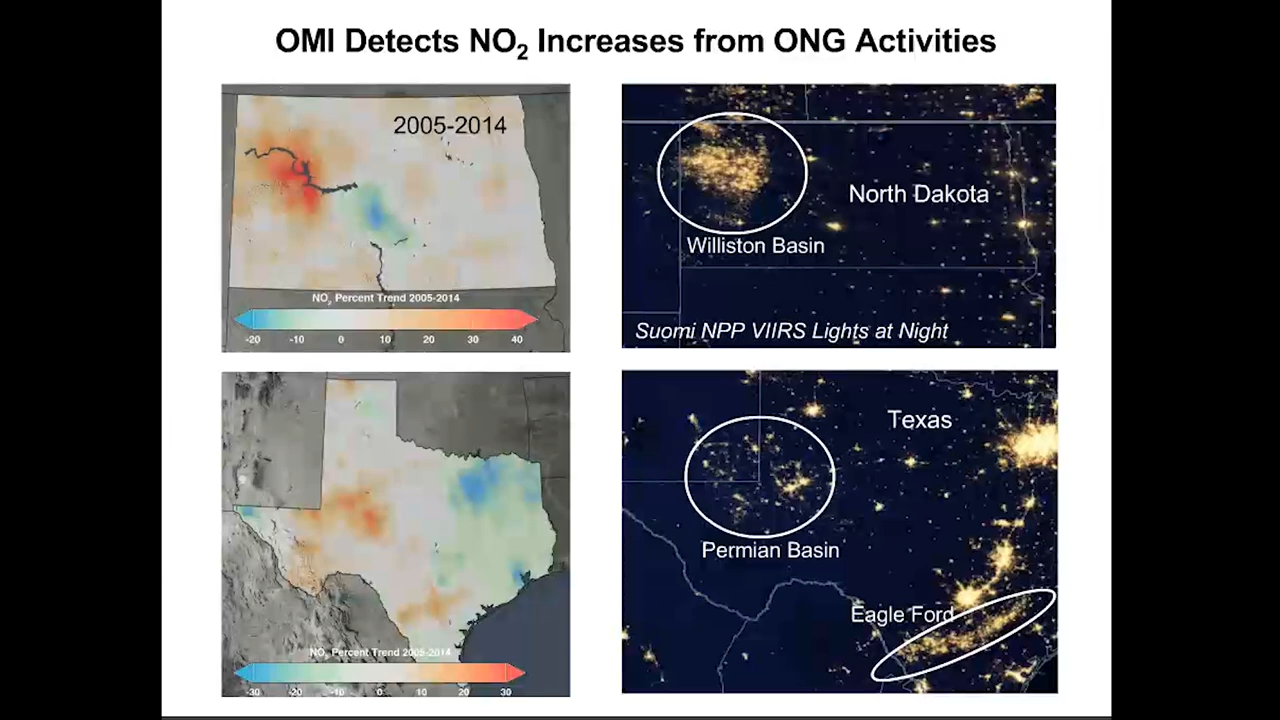 OMI Detects NO₂ Increases from ONG Activities
2005-2014
NO₂ Percent Trend 2005-2014
-20 -10 0 10 20 30 40
North Dakota
Williston Basin
Suomi NPP VIIRS Lights at Night
NO₂ Percent Trend 2005-2014
-30 -20 -10 0 10 20 30
Texas
Permian Basin
Eagle Ford